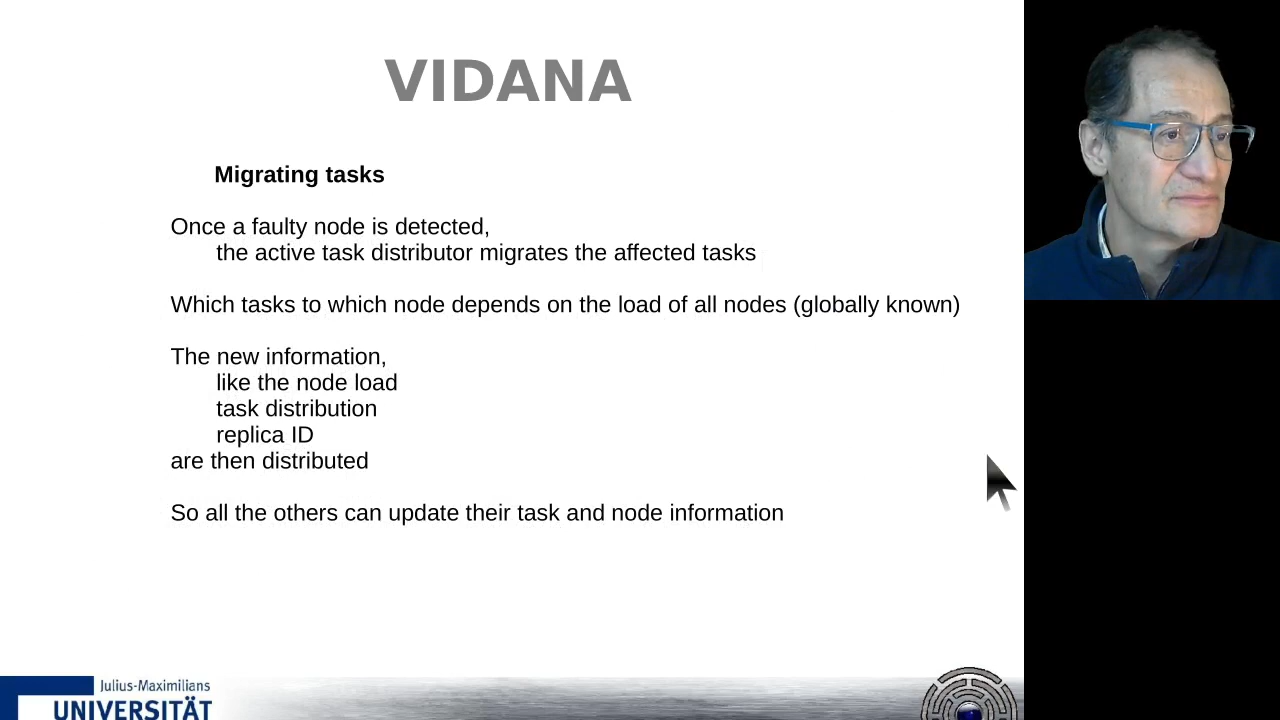 VIDANA
Migrating tasks
Once a faulty node is detected,
the active task distributor migrates the affected tasks
Which tasks to which node depends on the load of all nodes (globally known)
The new information,
like the node load
task distribution
replica ID
are then distributed
So all the others can update their task and node information
Julius-Maximilians
UNIVERSITÄT